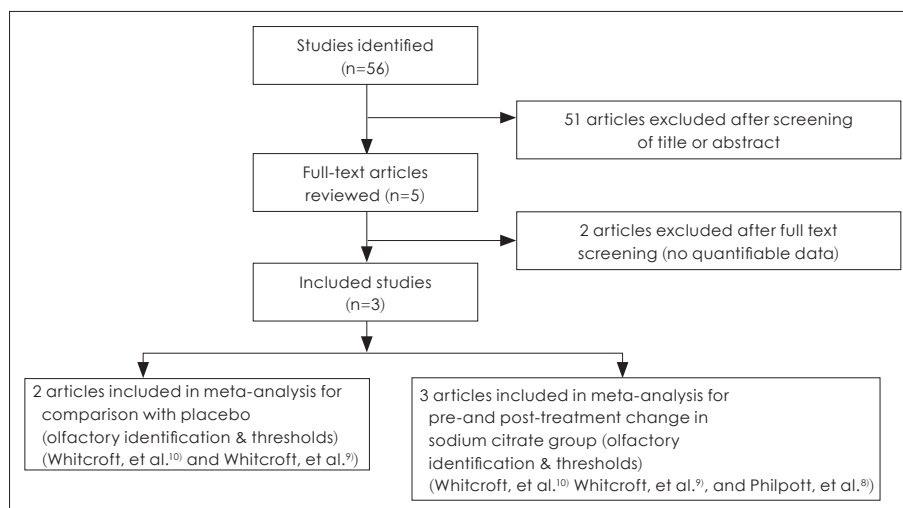 Studies identified
(n=56)
51 articles excluded after screening
of title or abstract
Full-text articles
reviewed (n=5)
2 articles excluded after full text
screening (no quantifiable data)
Included studies
(n=3)
2 articles included in meta-analysis for
comparison with placebo
(olfactory identification & thresholds)
(Whitcroft, et al.¹⁰⁾ and Whitcroft, et al.⁹⁾)
3 articles included in meta-analysis for
pre-and post-treatment change in
sodium citrate group (olfactory
identification & thresholds)
(Whitcroft, et al.¹⁰⁾ Whitcroft, et al.⁹⁾, and Philpott, et al.⁸⁾)